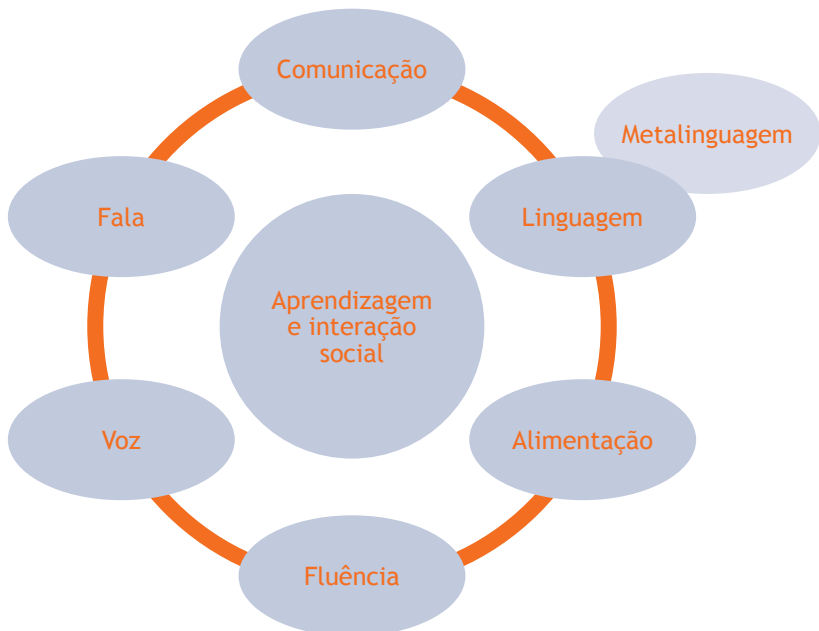 Comunicação
Metalinguagem
Fala
Linguagem
Aprendizagem
e interação
social
Voz
Alimentação
Fluência